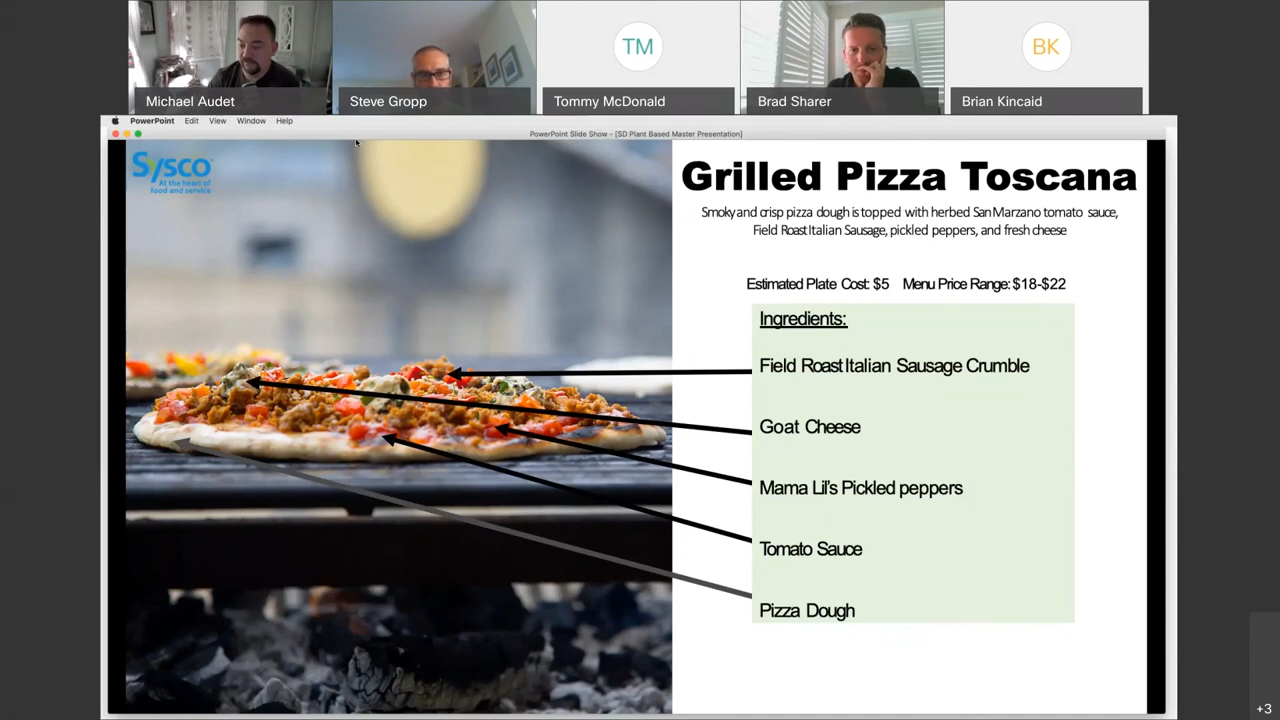 TM
BK
Michael Audet
Steve Gropp
Tommy McDonald
Brad Sharer
Brian Kincaid
PowerPoint Edit View Window Help
PowerPoint Slide Show - [SD Plant Based Master Presentation]
Sysco
At the heart of
food and service
Grilled Pizza Toscana
Smoky and crisp pizza dough is topped with herbed San Marzano tomato sauce,
Field Roast Italian Sausage, pickled peppers, and fresh cheese
Estimated Plate Cost: $5 Menu Price Range: $18-$22
Ingredients:
Field Roast Italian Sausage Crumble
Goat Cheese
Mama Lil's Pickled peppers
Tomato Sauce
Pizza Dough
+3